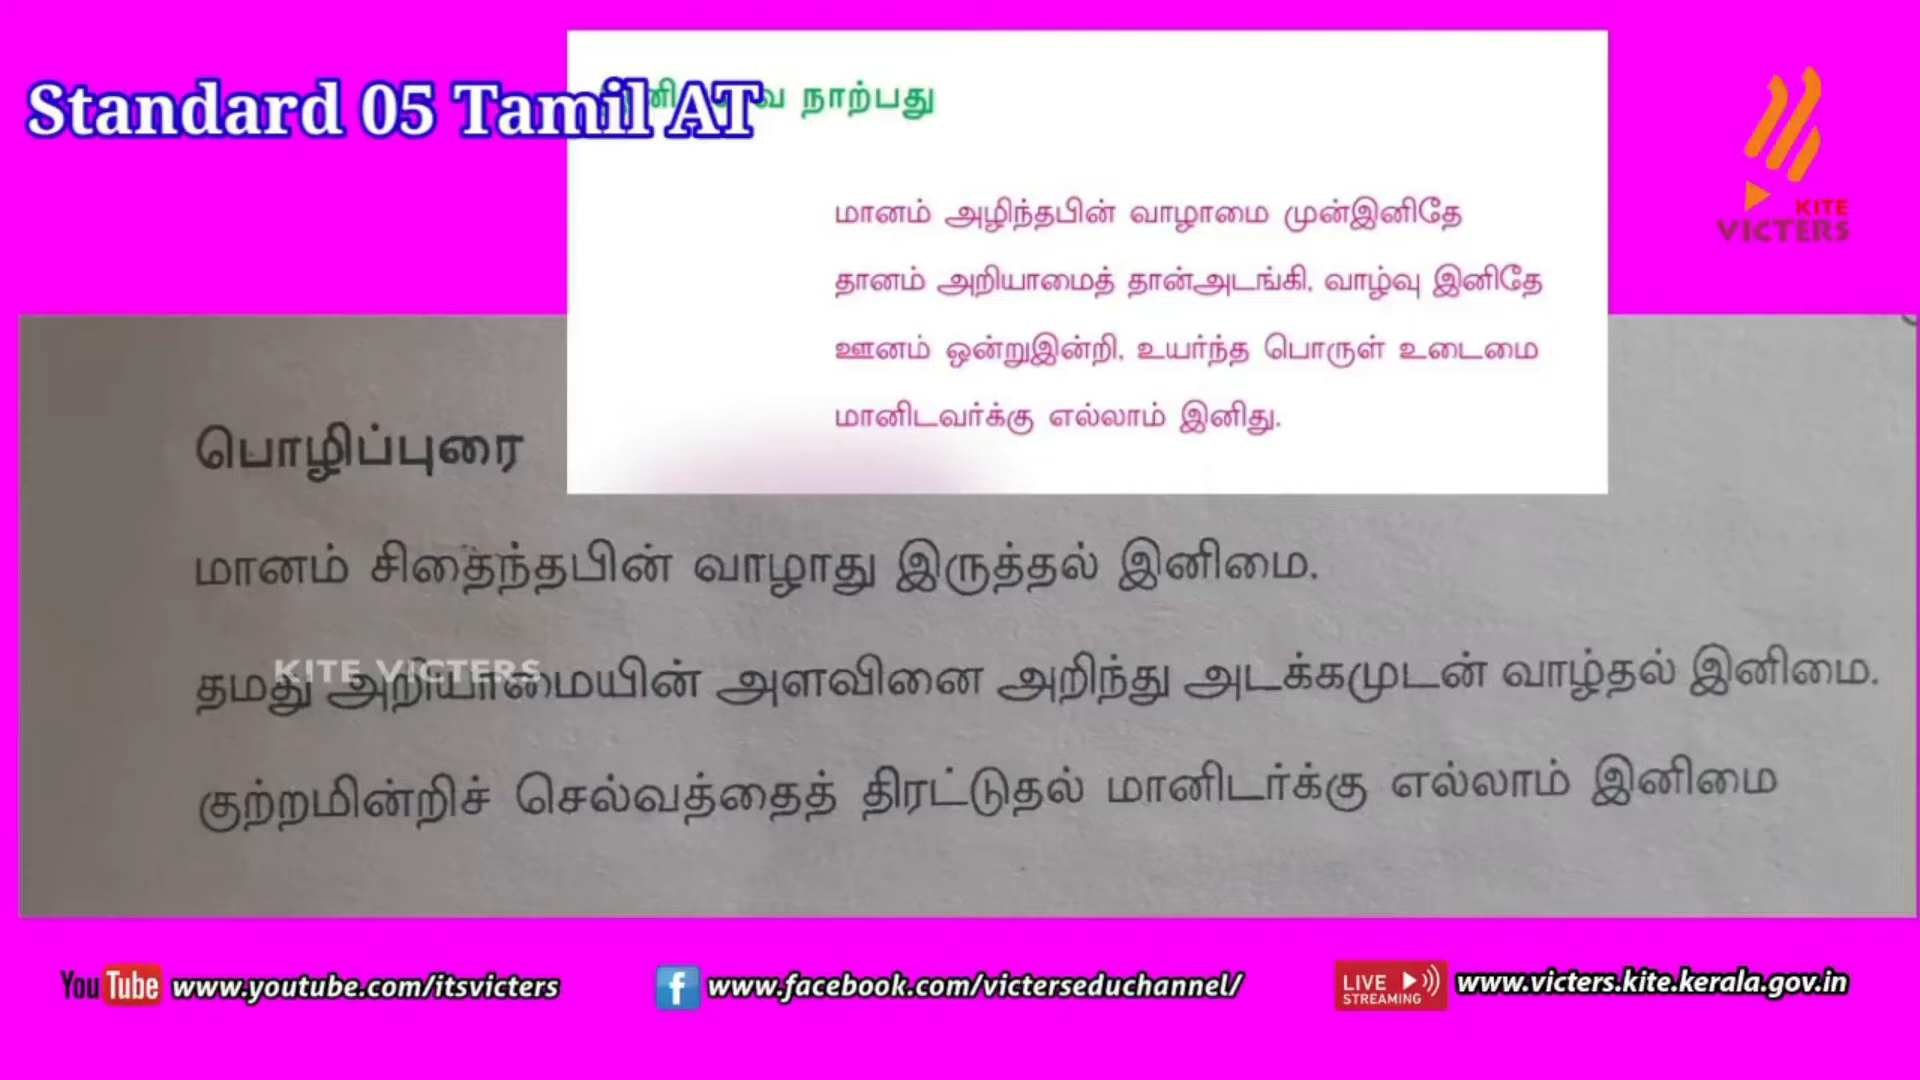 Standard 05 Tamil AT
நாற்பது
மானம் அழிந்தபின் வாழாமை முன்இனிதே
தானம் அறியாமைத் தான்அடங்கி, வாழ்வு இனிதே
ஊனம் ஒன்றுஇன்றி, உயர்ந்த பொருள் உடைமை
மானிடவர்க்கு எல்லாம் இனிது.
KITE
VICTERS
பொழிப்புரை
மானம் சிதைந்தபின் வாழாது இருத்தல் இனிமை.
KITE VICTERS
தமது அறியாமையின் அளவினை அறிந்து அடக்கமுடன் வாழ்தல் இனிமை.
குற்றமின்றிச் செல்வத்தைத் திரட்டுதல் மானிடர்க்கு எல்லாம் இனிமை
YouTube www.youtube.com/itsvicters
f www.facebook.com/victerseduchannel/
LIVE STREAMING www.victers.kite.kerala.gov.in